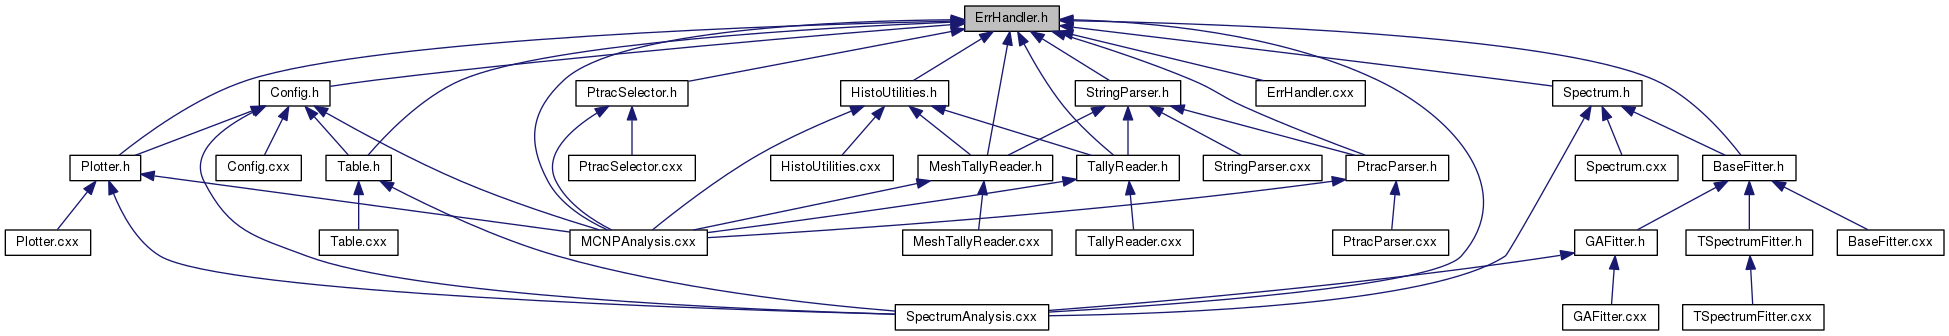 ErrHandler.h
Config.h
PtracSelector.h
HistoUtilities.h
StringParser.h
ErrHandler.cxx
Spectrum.h
Plotter.h
Config.cxx
Table.h
PtracSelector.cxx
HistoUtilities.cxx
MeshTallyReader.h
TallyReader.h
StringParser.cxx
PtracParser.h
Spectrum.cxx
BaseFitter.h
Plotter.cxx
Table.cxx
MCNPAnalysis.cxx
MeshTallyReader.cxx
TallyReader.cxx
PtracParser.cxx
GAFitter.h
TSpectrumFitter.h
BaseFitter.cxx
SpectrumAnalysis.cxx
GAFitter.cxx
TSpectrumFitter.cxx